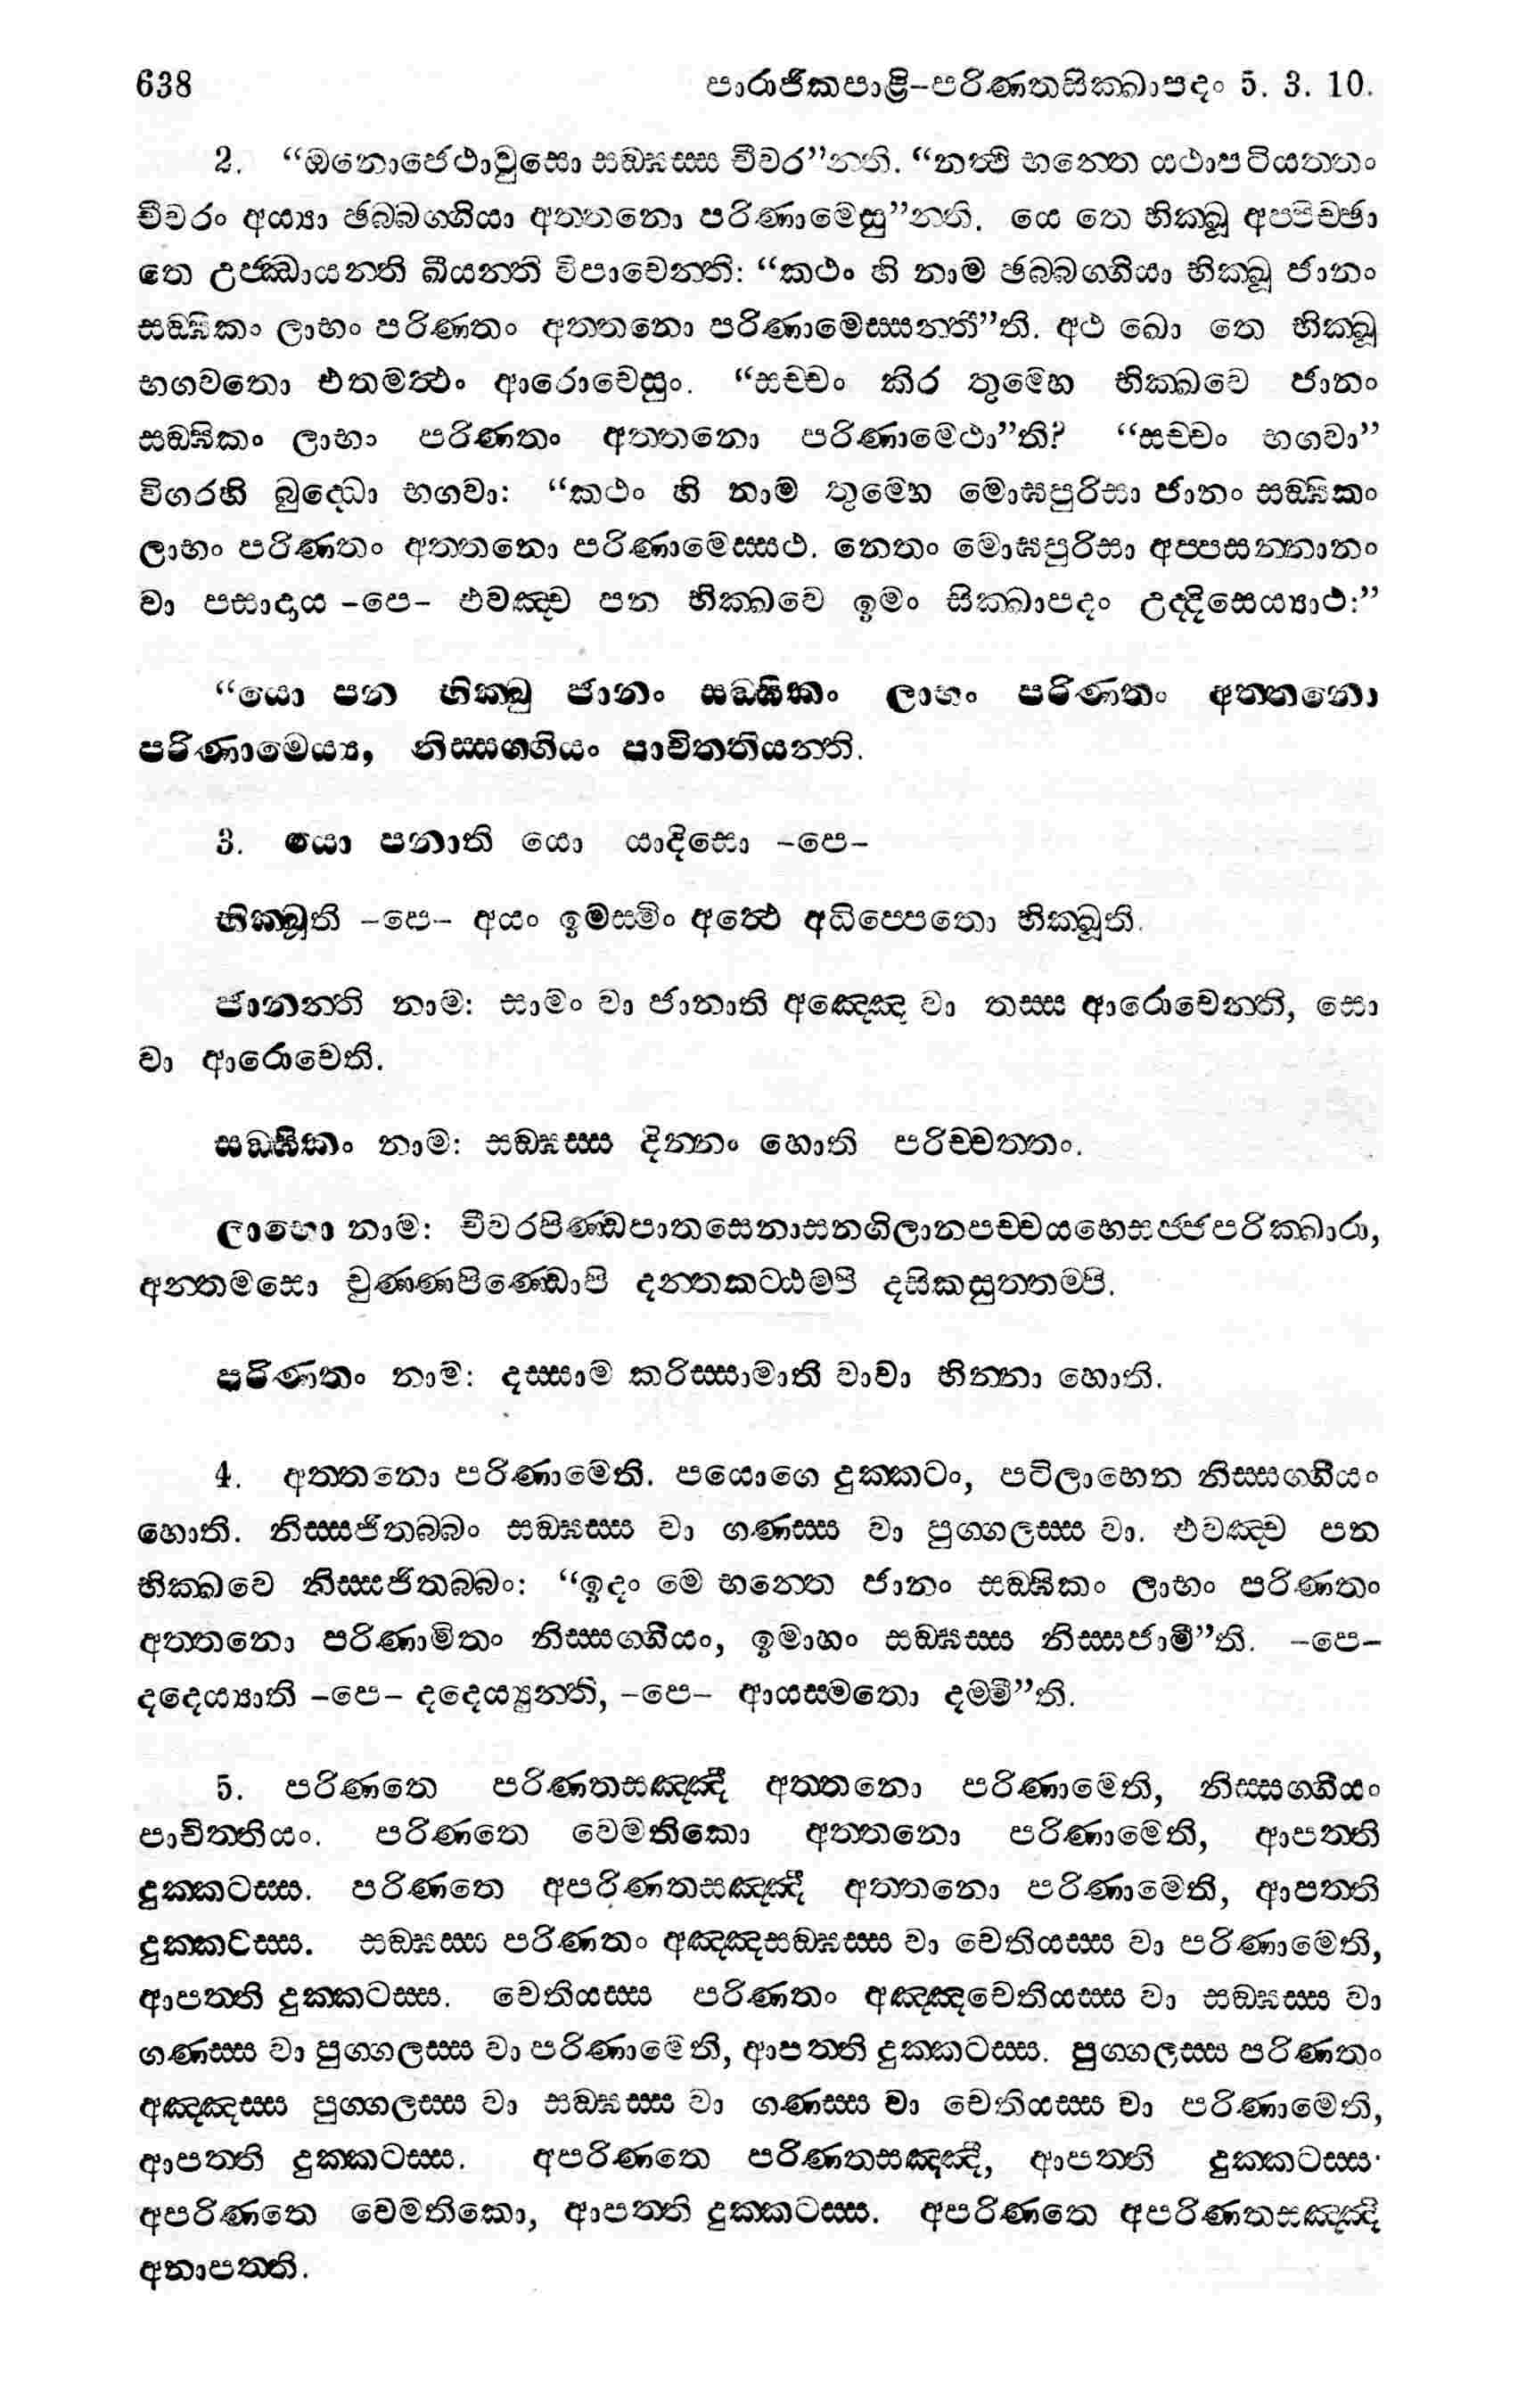 638 පාරාජිකපාළි–පරිණතසික්ඛාපදං 5. 3. 10.
2. “ඔනොජෙථාවුසො සඞ්ඝස්ස චීවර”න්ති. “නත්ථි භන්තෙ යථාපටියත්තං
චීවරං අය්‍යා ඡබ්බග්ගියා අත්තනො පරිණාමෙසු”න්ති. යෙ තෙ භික්ඛූ අප්පිච්ඡා
තෙ උජ්ඣායන්ති ඛීයන්ති විපාචෙන්ති: “කථං හි නාම ඡබ්බග්ගියා භික්ඛූ ජානං
සඞ්ඝිකං ලාභං පරිණතං අත්තනො පරිණාමෙස්සන්තී”ති. අථ ඛො තෙ භික්ඛූ
භගවතො එතමත්ථං ආරොචෙසුං. “සච්චං කිර තුම්හෙ භික්ඛවෙ ජානං
සඞ්ඝිකං ලාභං පරිණතං අත්තනො පරිණාමෙථා”ති? “සච්චං භගවා”
විගරහි බුද්ධො භගවා: “කථං හි නාම තුම්හෙ මොඝපුරිසා ජානං සඞ්ඝිකං
ලාභං පරිණතං අත්තනො පරිණාමෙස්සථ. නෙතං මොඝපුරිසා අප්පසන්නානං
වා පසාදාය –පෙ– එවඤ්ච පන භික්ඛවෙ ඉමං සික්ඛාපදං උද්දිසෙය්‍යාථ:”
“යො පන භික්ඛු ජානං සඞ්ඝිකං ලාභං පරිණතං අත්තනො
පරිණාමෙය්‍ය, නිස්සග්ගියං පාචිත්තියන්ති.
3. යො පනාති යො යාදිසො –පෙ–
භික්ඛූති –පෙ– අයං ඉමස්මිං අත්ථෙ අධිප්පෙතො භික්ඛූති.
ජානන්ති නාම: සාමං වා ජානාති අඤ්ඤෙ වා තස්ස ආරොචෙන්ති, සො
වා ආරොචෙති.
සඞ්ඝිකං නාම: සඞ්ඝස්ස දින්නං හොති පරිච්චත්තං.
ලාභො නාම: චීවරපිණ්ඩපාතසෙනාසනගිලානපච්චයභෙසජ්ජපරික්ඛාරා,
අන්තමසො චුණ්ණපිණ්ඩොපි දන්තකට්ඨම්පි දසිකසුත්තම්පි.
පරිණතං නාම: දස්සාම කරිස්සාමාති වාචා භින්නා හොති.
4. අත්තනො පරිණාමෙති. පයොගෙ දුක්කටං, පටිලාභෙන නිස්සග්ගියං
හොති. නිස්සජිතබ්බං සඞ්ඝස්ස වා ගණස්ස වා පුග්ගලස්ස වා. එවඤ්ච පන
භික්ඛවෙ නිස්සජිතබ්බං: “ඉදං මෙ භන්තෙ ජානං සඞ්ඝිකං ලාභං පරිණතං
අත්තනො පරිණාමිතං නිස්සග්ගියං, ඉමාහං සඞ්ඝස්ස නිස්සජාමී”ති. –පෙ–
දදෙය්‍යාති –පෙ– දදෙය්‍යුන්ති, –පෙ– ආයස්මතො දම්මී”ති.
5. පරිණතෙ පරිණතසඤ්ඤී අත්තනො පරිණාමෙති, නිස්සග්ගියං
පාචිත්තියං. පරිණතෙ වෙමතිකො අත්තනො පරිණාමෙති, ආපත්ති
දුක්කටස්ස. පරිණතෙ අපරිණතසඤ්ඤී අත්තනො පරිණාමෙති, ආපත්ති
දුක්කටස්ස. සඞ්ඝස්ස පරිණතං අඤ්ඤසඞ්ඝස්ස වා චෙතියස්ස වා පරිණාමෙති,
ආපත්ති දුක්කටස්ස. චෙතියස්ස පරිණතං අඤ්ඤචෙතියස්ස වා සඞ්ඝස්ස වා
ගණස්ස වා පුග්ගලස්ස වා පරිණාමෙති, ආපත්ති දුක්කටස්ස. පුග්ගලස්ස පරිණතං
අඤ්ඤස්ස පුග්ගලස්ස වා සඞ්ඝස්ස වා ගණස්ස වා චෙතියස්ස වා පරිණාමෙති,
ආපත්ති දුක්කටස්ස. අපරිණතෙ පරිණතසඤ්ඤී, ආපත්ති දුක්කටස්ස.
අපරිණතෙ වෙමතිකො, ආපත්ති දුක්කටස්ස. අපරිණතෙ අපරිණතසඤ්ඤී
අනාපත්ති.